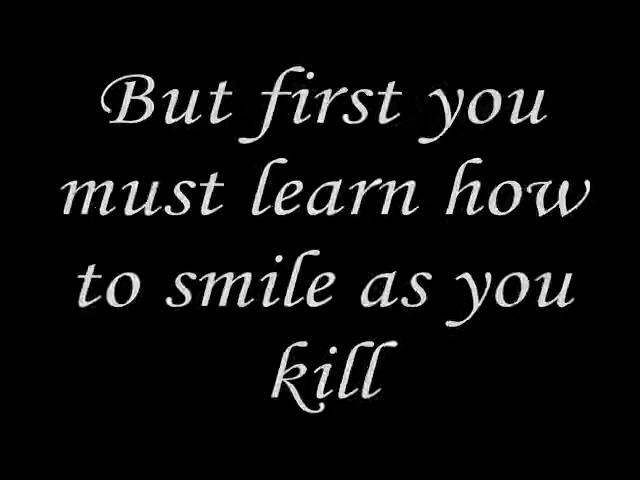 But first you
must learn how
to smile as you
kill